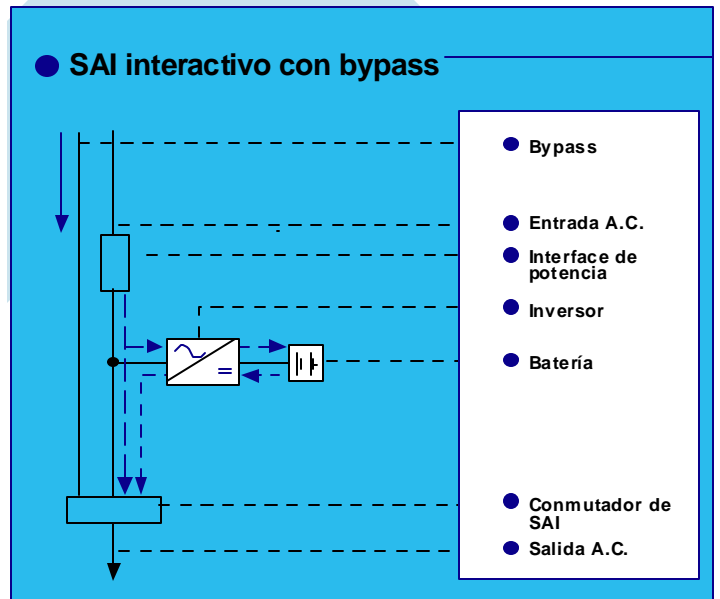 SAI interactivo con bypass
Bypass
Entrada A.C.
Interface de
potencia
Inversor
Batería
Conmutador de
SAI
Salida A.C.